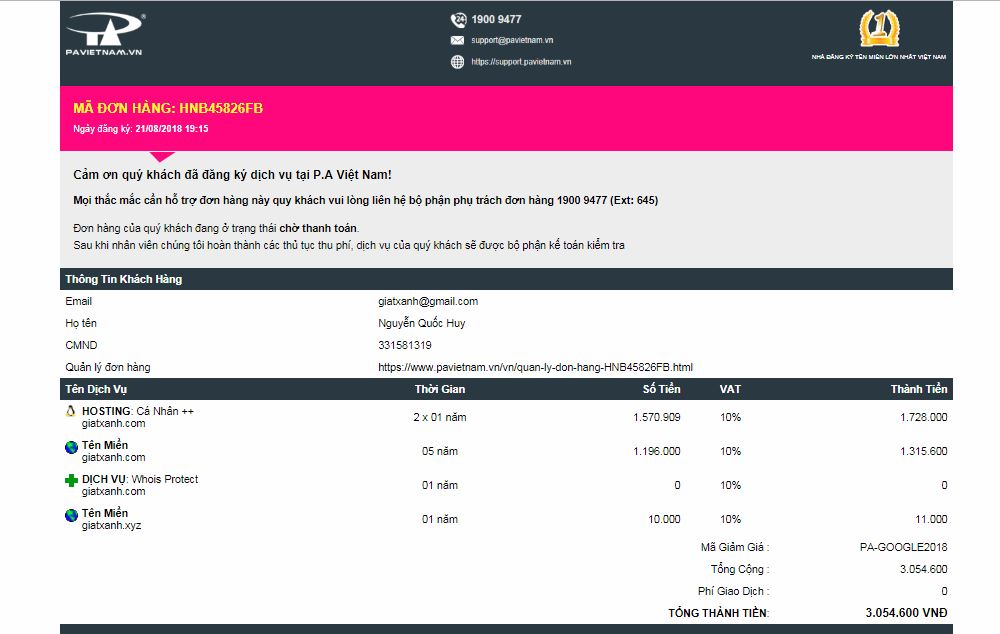 PAVIETNAM.VN
®
24
1900 9477
support@pavietnam.vn
https://support.pavietnam.vn
1
NHÀ ĐĂNG KÝ TÊN MIỀN LỚN NHẤT VIỆT NAM
MÃ ĐƠN HÀNG: HNB45826FB
Ngày đăng ký: 21/08/2018 19:15
Cảm ơn quý khách đã đăng ký dịch vụ tại P.A Việt Nam!
Mọi thắc mắc cần hỗ trợ đơn hàng này quy khách vui lòng liên hệ bộ phận phụ trách đơn hàng 1900 9477 (Ext: 645)
Đơn hàng của quý khách đang ở trạng thái chờ thanh toán.
Sau khi nhân viên chúng tôi hoàn thành các thủ tục thu phí, dịch vụ của quý khách sẽ được bộ phận kế toán kiểm tra
Thông Tin Khách Hàng
Email giatxanh@gmail.com
Họ tên Nguyễn Quốc Huy
CMND 331581319
Quản lý đơn hàng https://www.pavietnam.vn/vn/quan-ly-don-hang-HNB45826FB.html
Tên Dịch Vụ Thời Gian Số Tiền VAT Thành Tiền
HOSTING: Cá Nhân ++ 2 x 01 năm 1.570.909 10% 1.728.000
giatxanh.com
Tên Miền 05 năm 1.196.000 10% 1.315.600
giatxanh.com
DỊCH VỤ: Whois Protect 01 năm 0 10% 0
giatxanh.com
Tên Miền 01 năm 10.000 10% 11.000
giatxanh.xyz
Mã Giảm Giá : PA-GOOGLE2018
Tổng Cộng : 3.054.600
Phí Giao Dịch : 0
TỔNG THÀNH TIỀN: 3.054.600 VNĐ